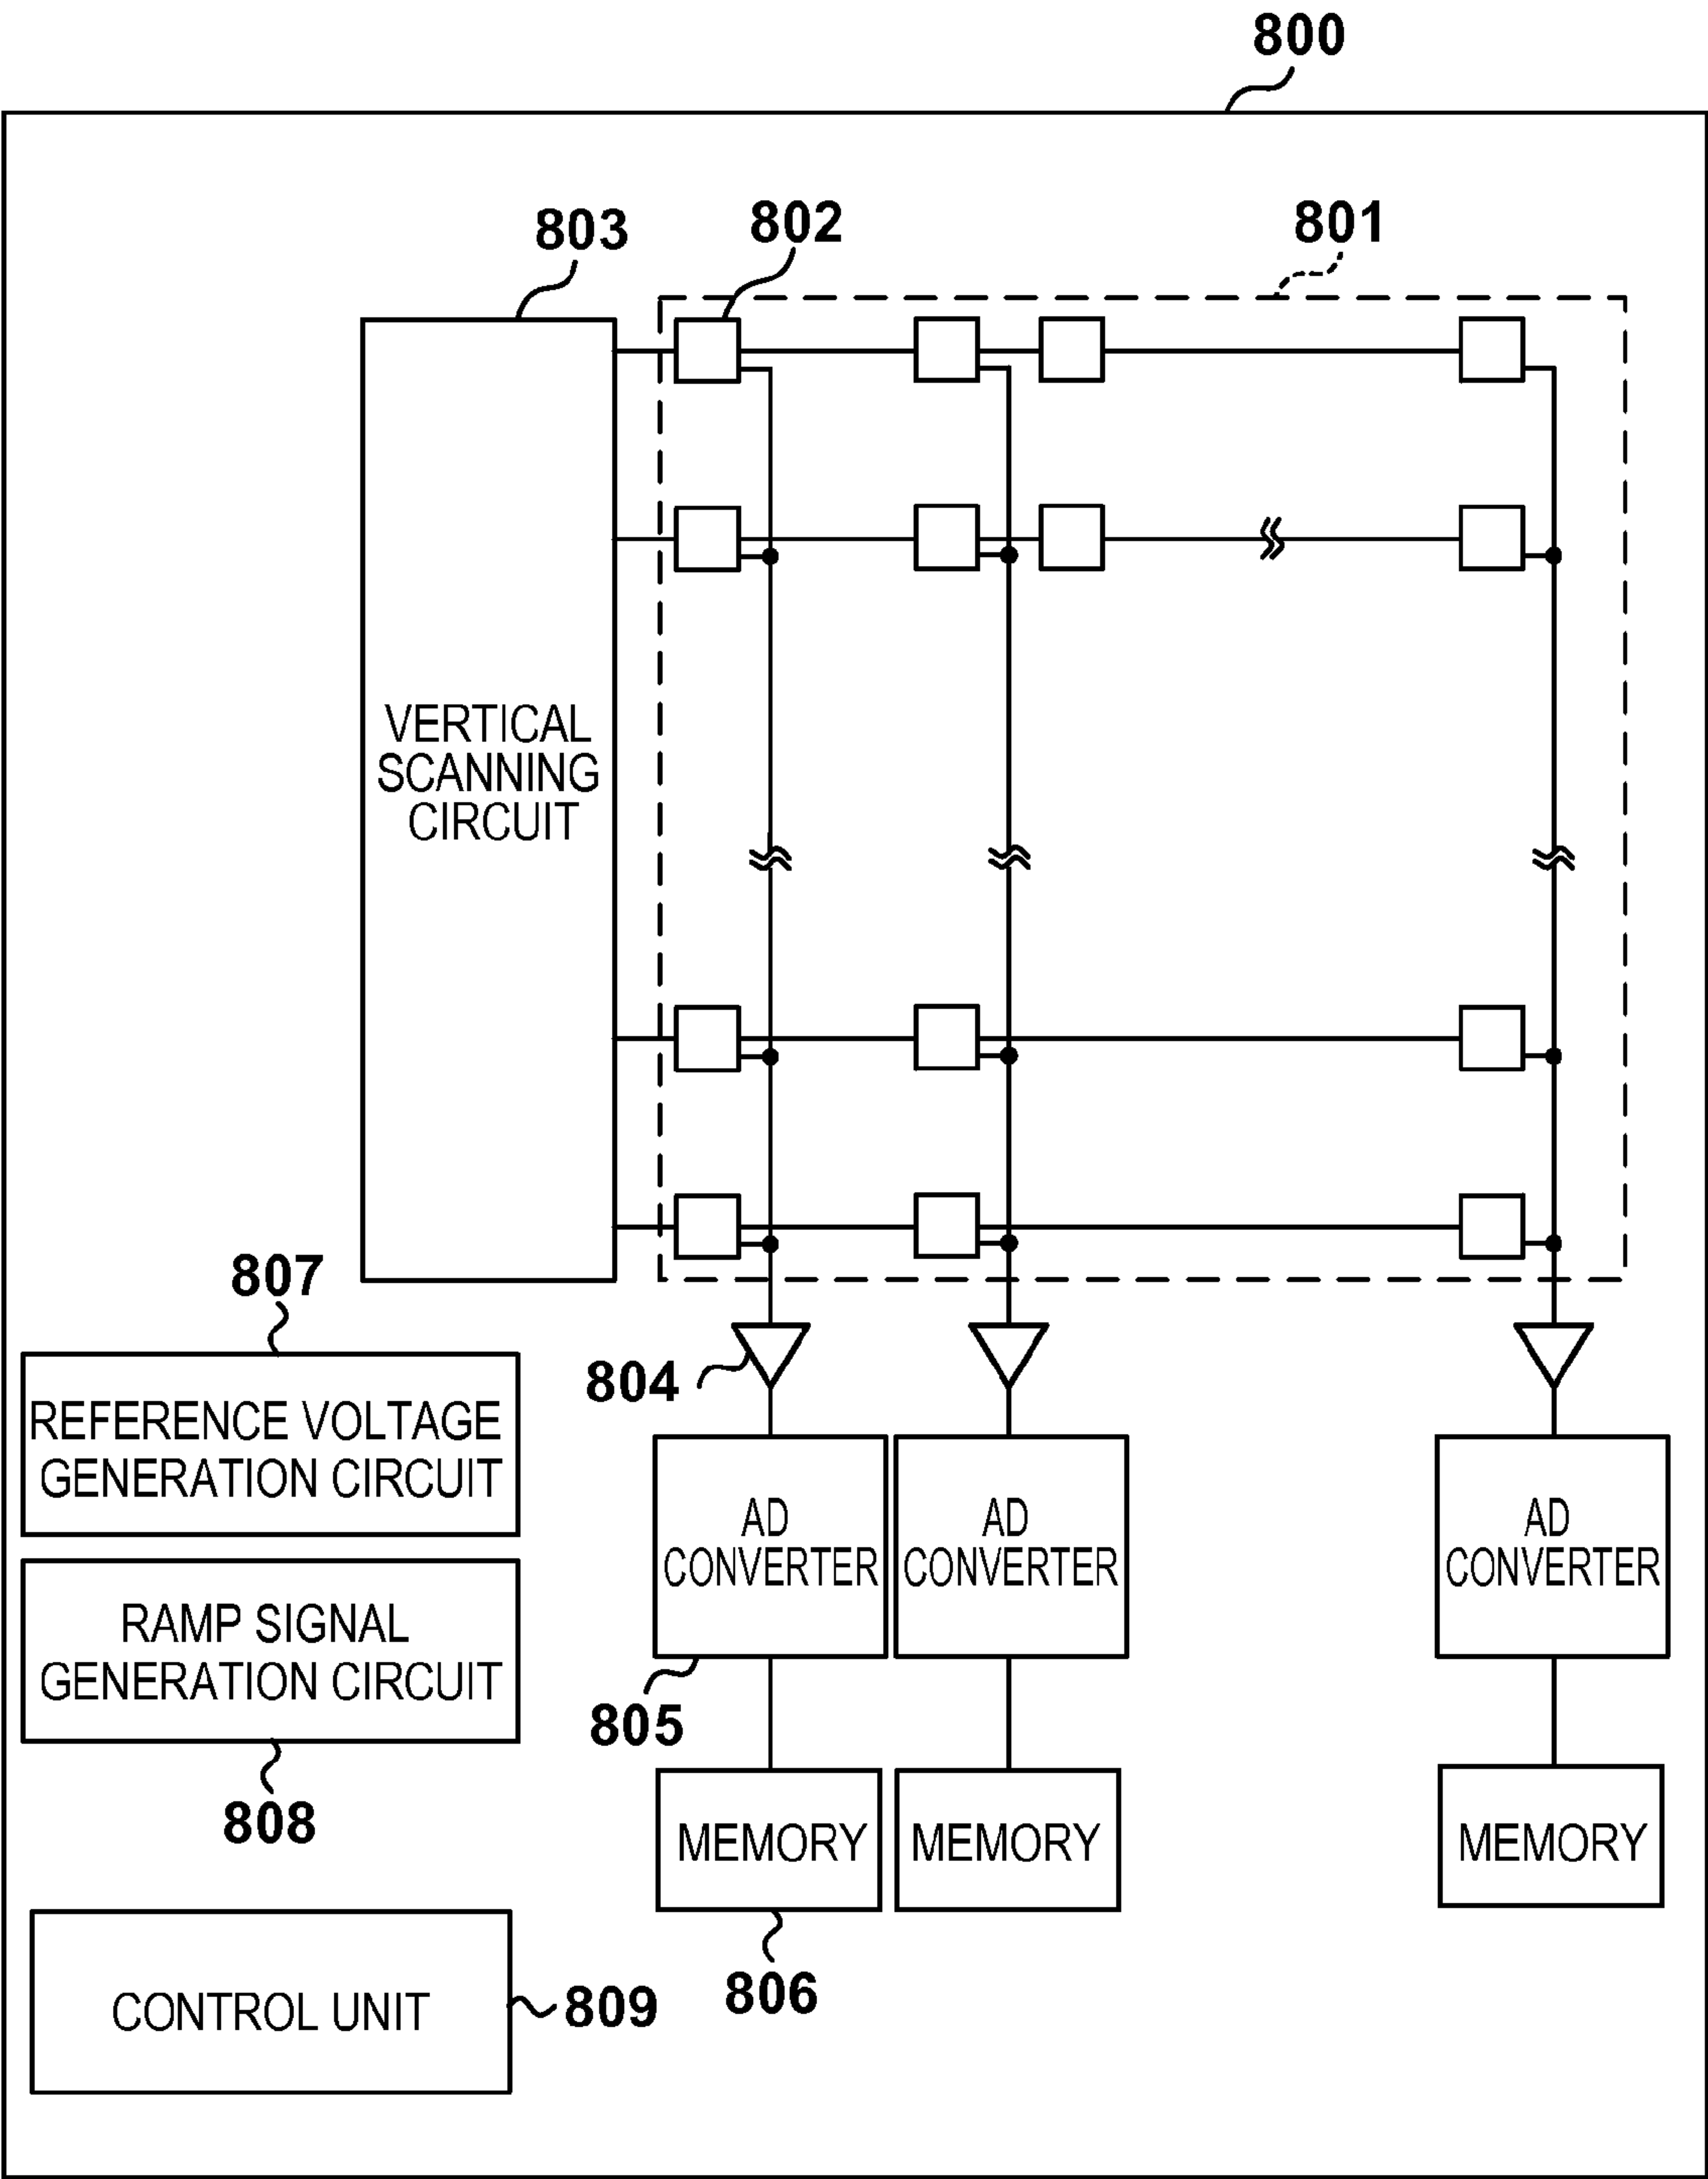 800
803
802
801
VERTICAL
SCANNING
CIRCUIT
807
REFERENCE VOLTAGE
GENERATION CIRCUIT
804
AD
CONVERTER
AD
CONVERTER
AD
CONVERTER
RAMP SIGNAL
GENERATION CIRCUIT
805
808
MEMORY
MEMORY
MEMORY
806
CONTROL UNIT
809